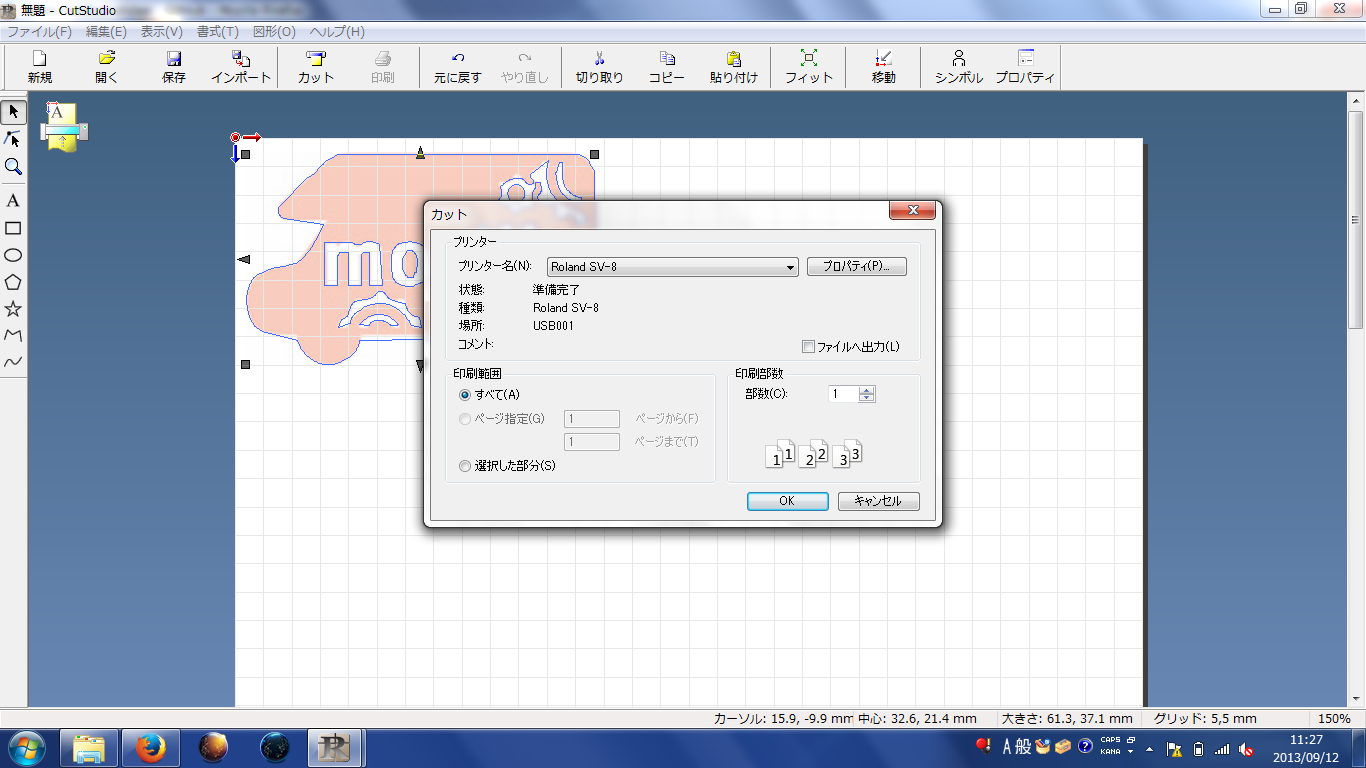 無題 - CutStudio
ファイル(F) 編集(E) 表示(V) 書式(T) 図形(O) ヘルプ(H)
新規 開く 保存 インポート カット 印刷 元に戻す やり直し 切り取り コピー 貼り付け フィット 移動 シンボル プロパティ
A
A
mo
カット
プリンター
プリンター名(N): Roland SV-8 プロパティ(P)...
状態: 準備完了
種類: Roland SV-8
場所: USB001
コメント:
ファイルへ出力(L)
印刷範囲
すべて(A)
ページ指定(G) 1 ページから(F)
1 ページまで(T)
選択した部分(S)
印刷部数
部数(C): 1
1 1 2 2 3 3
OK キャンセル
カーソル: 15.9, -9.9 mm 中心: 32.6, 21.4 mm 大きさ: 61.3, 37.1 mm グリッド: 5,5 mm 150%
A 般 CAPS KANA
11:27
2013/09/12